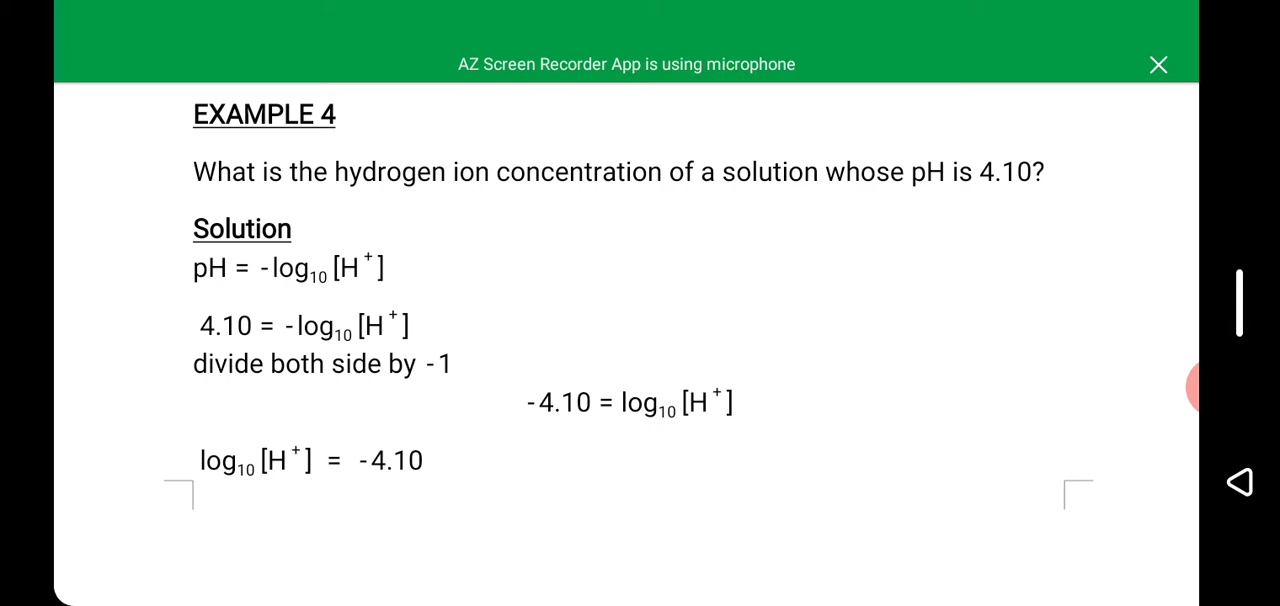 AZ Screen Recorder App is using microphone
EXAMPLE 4
What is the hydrogen ion concentration of a solution whose pH is 4.10?
Solution
pH = -log₁₀ [H⁺]
4.10 = -log₁₀ [H⁺]
divide both side by -1
-4.10 = log₁₀ [H⁺]
log₁₀ [H⁺] = -4.10